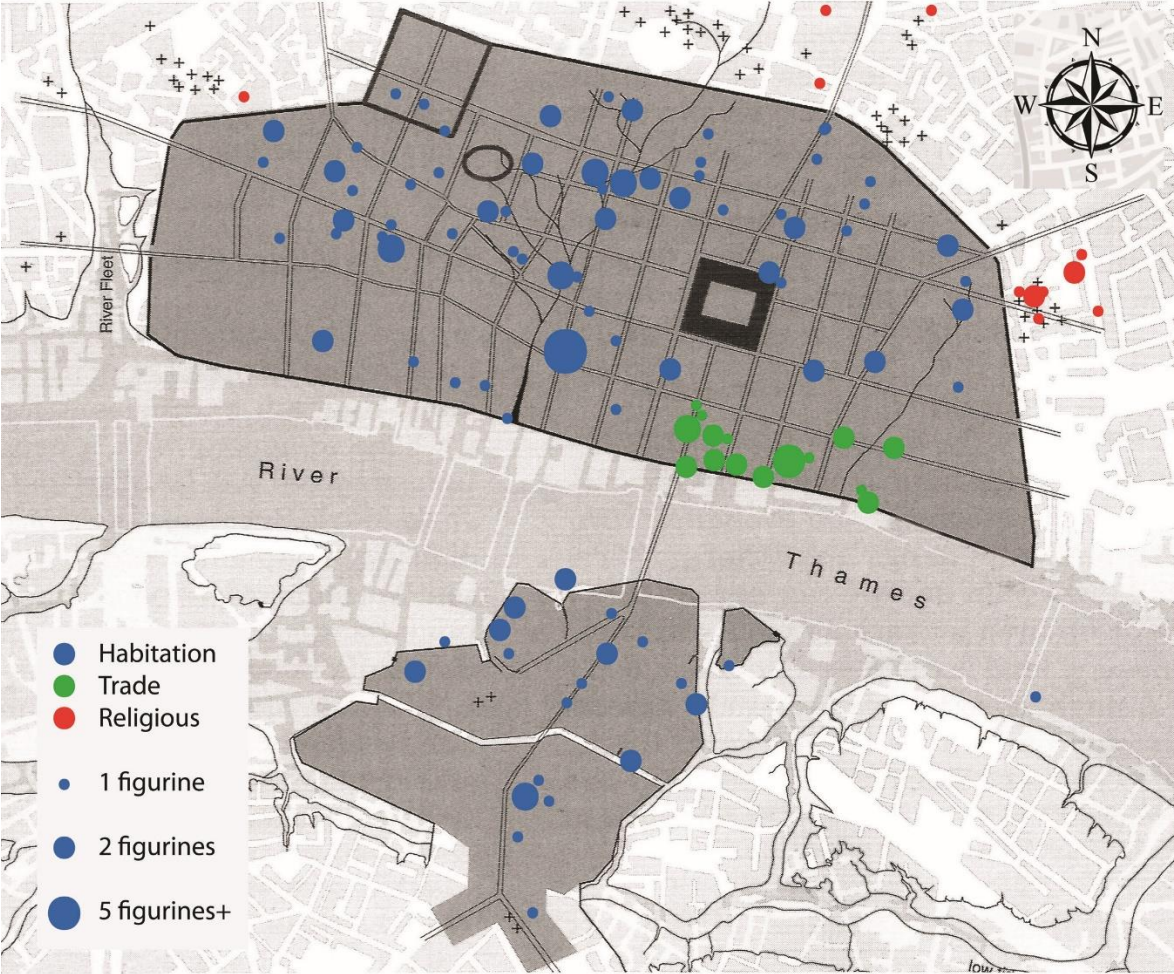 N
W E
S
River Fleet
River
Thames
Habitation
Trade
Religious
1 figurine
2 figurines
5 figurines+